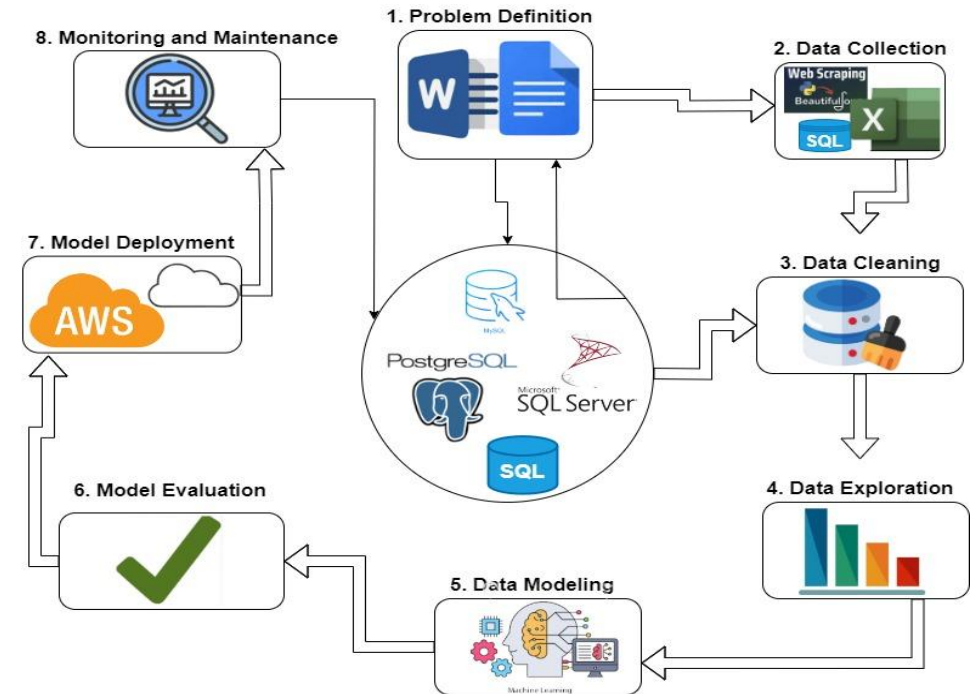 1. Problem Definition
W
2. Data Collection
Web Scraping
SQL
X
3. Data Cleaning
4. Data Exploration
5. Data Modeling
Machine Learning
6. Model Evaluation
7. Model Deployment
AWS
8. Monitoring and Maintenance
MySQL
PostgreSQL
Microsoft
SQL Server
SQL